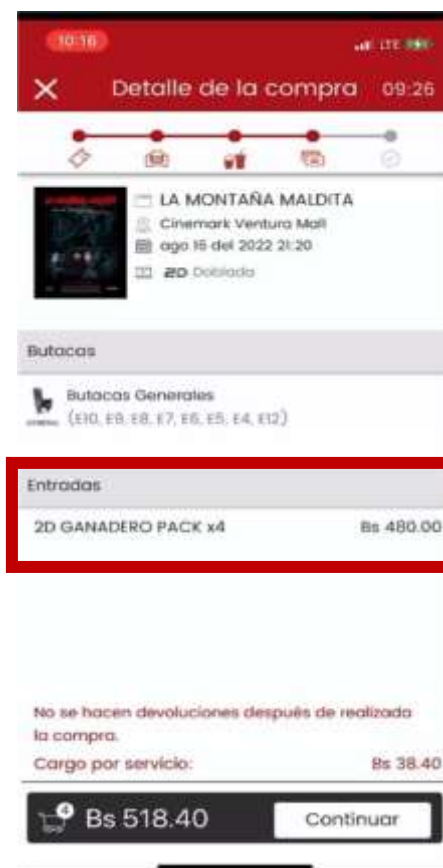 10:16
LTE
Detalle de la compra 09:26
LA MONTAÑA MALDITA
Cinemark Ventura Mall
ago 16 del 2022 21:20
2D Doblada
Butacas
Butacas Generales
(E10, E9, E8, E7, E6, E5, E4, E12)
Entradas
2D GANADERO PACK x4 Bs 480.00
No se hacen devoluciones después de realizada
la compra.
Cargo por servicio: Bs 38.40
4 Bs 518.40 Continuar